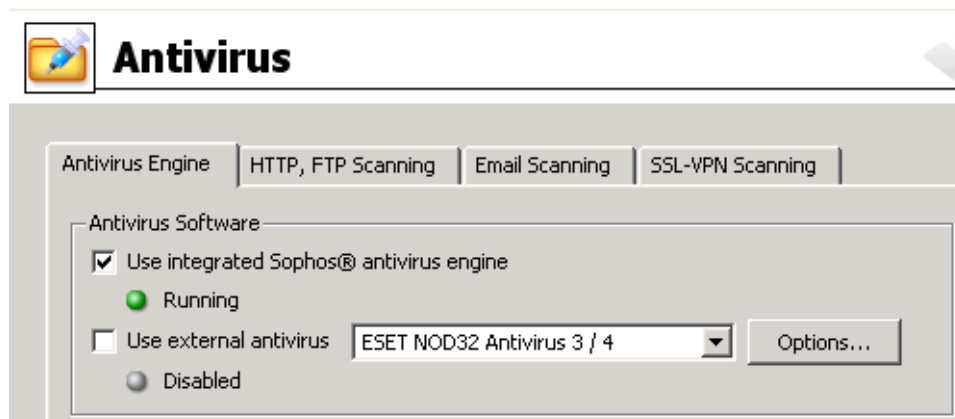 Antivirus
Antivirus Engine HTTP, FTP Scanning Email Scanning SSL-VPN Scanning
Antivirus Software
Use integrated Sophos® antivirus engine
Running
Use external antivirus ESET NOD32 Antivirus 3 / 4 Options...
Disabled